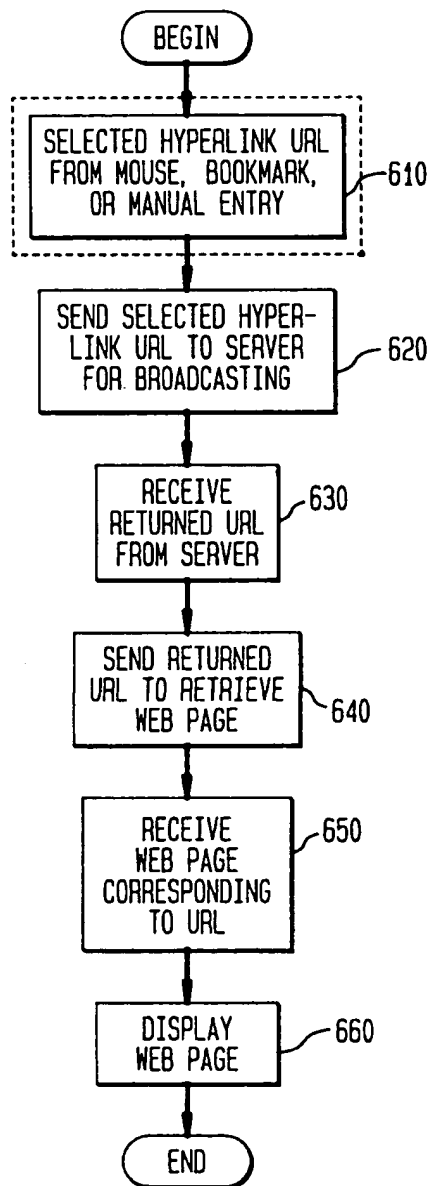 BEGIN
SELECTED HYPERLINK URL
FROM MOUSE, BOOKMARK,
OR MANUAL ENTRY
610
SEND SELECTED HYPER-
LINK URL TO SERVER
FOR BROADCASTING
620
RECEIVE
RETURNED URL
FROM SERVER
630
SEND RETURNED
URL TO RETRIEVE
WEB PAGE
640
RECEIVE
WEB PAGE
CORRESPONDING
TO URL
650
DISPLAY
WEB PAGE
660
END